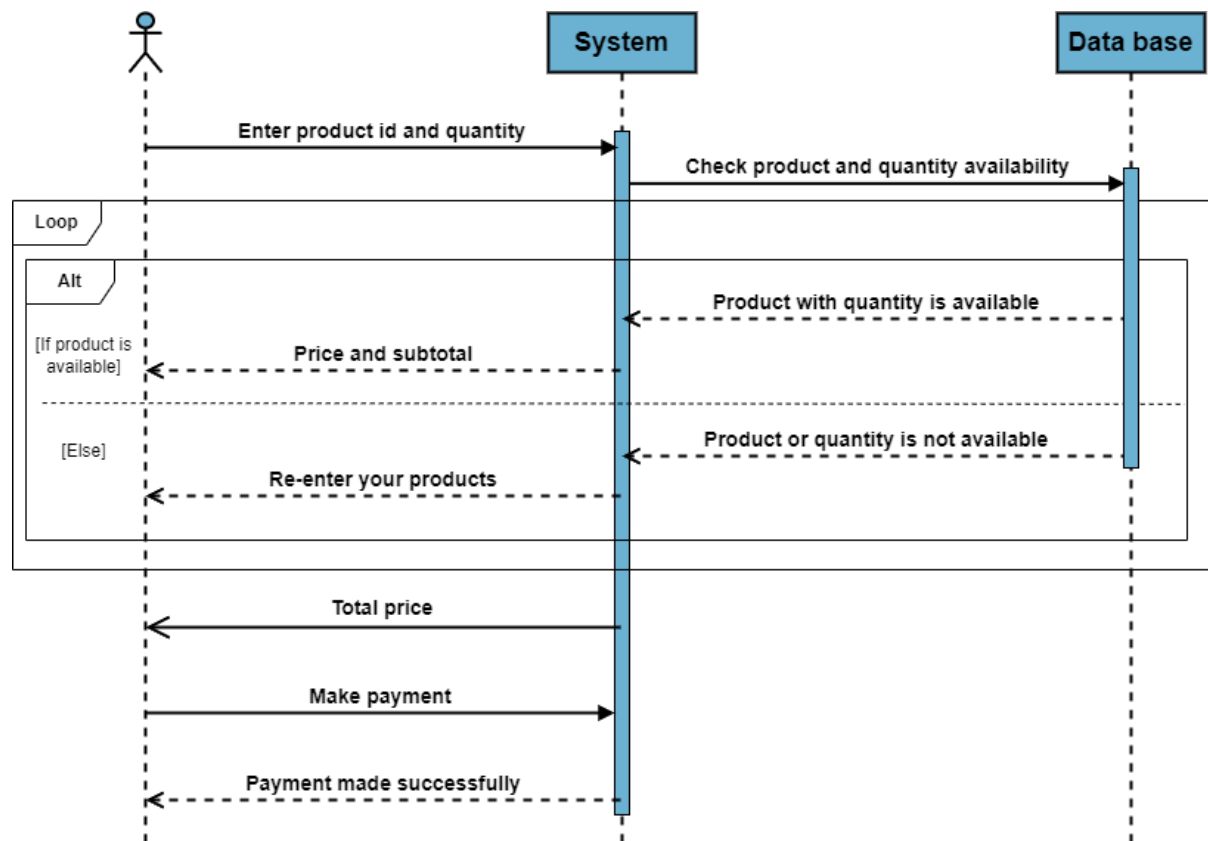 System
Data base
Enter product id and quantity
Check product and quantity availability
Loop
Alt
Product with quantity is available
[If product is
available]
Price and subtotal
Product or quantity is not available
[Else]
Re-enter your products
Total price
Make payment
Payment made successfully